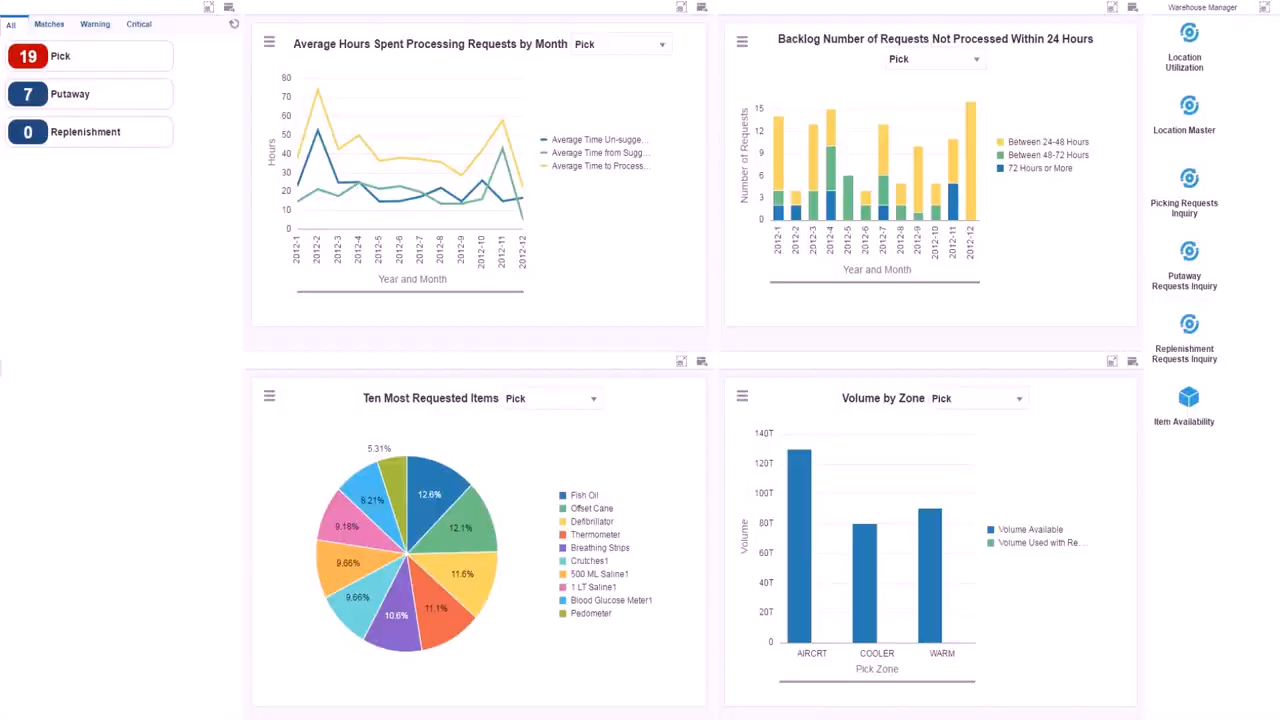 All
Matches
Warning
Critical
19 Pick
7 Putaway
0 Replenishment
Average Hours Spent Processing Requests by Month Pick
80
70
60
50
40
30
20
10
0
Hours
2012-1
2012-2
2012-3
2012-4
2012-5
2012-6
2012-7
2012-8
2012-9
2012-10
2012-11
2012-12
Year and Month
Average Time Un-sugge...
Average Time from Sugg...
Average Time to Process...
Backlog Number of Requests Not Processed Within 24 Hours
Pick
15
12
9
6
3
0
Number of Requests
2012-1
2012-2
2012-3
2012-4
2012-5
2012-6
2012-7
2012-8
2012-9
2012-10
2012-11
2012-12
Year and Month
Between 24-48 Hours
Between 48-72 Hours
72 Hours or More
Ten Most Requested Items Pick
5.31%
12.6%
12.1%
11.6%
11.1%
10.6%
9.66%
9.66%
9.18%
8.21%
Fish Oil
Offset Cane
Defibrillator
Thermometer
Breathing Strips
Crutches1
500 ML Saline1
1 LT Saline1
Blood Glucose Meter1
Pedometer
Volume by Zone Pick
140T
120T
100T
80T
60T
40T
20T
0
Volume
AIRCRT
COOLER
WARM
Pick Zone
Volume Available
Volume Used with Re...
Warehouse Manager
Location
Utilization
Location Master
Picking Requests
Inquiry
Putaway
Requests Inquiry
Replenishment
Requests Inquiry
Item Availability